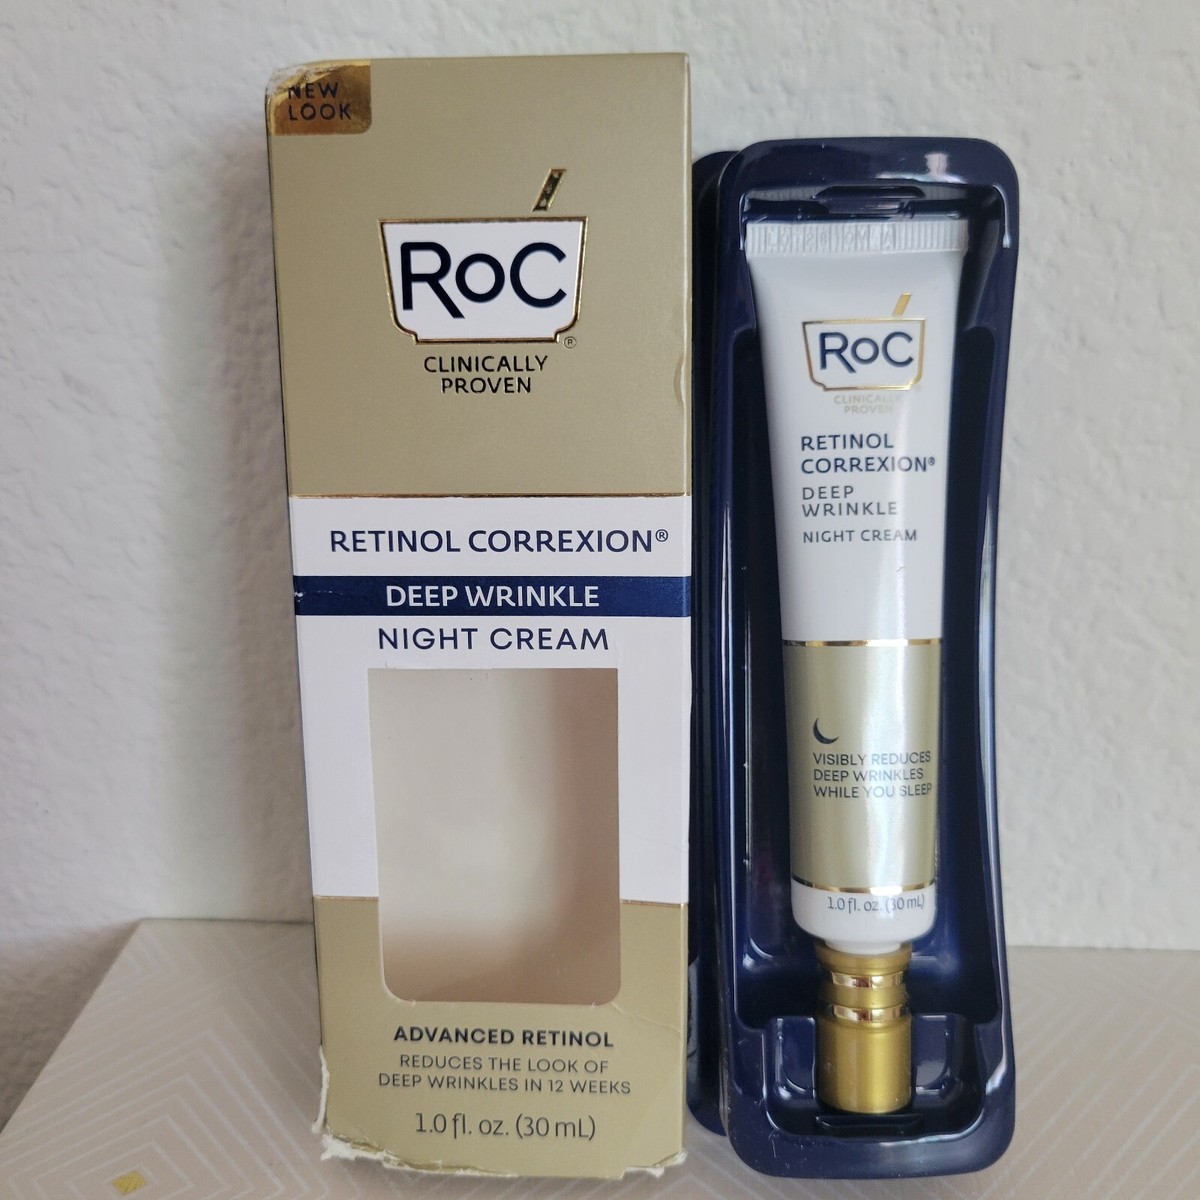 NEW
LOOK
RoC®
CLINICALLY
PROVEN
RETINOL CORREXION®
DEEP WRINKLE
NIGHT CREAM
ADVANCED RETINOL
REDUCES THE LOOK OF
DEEP WRINKLES IN 12 WEEKS
1.0 fl. oz. (30 mL)
RoC
CLINICALLY
PROVEN
RETINOL
CORREXION®
DEEP
WRINKLE
NIGHT CREAM
VISIBLY REDUCES
DEEP WRINKLES
WHILE YOU SLEEP
1.0 fl. oz. (30 mL)